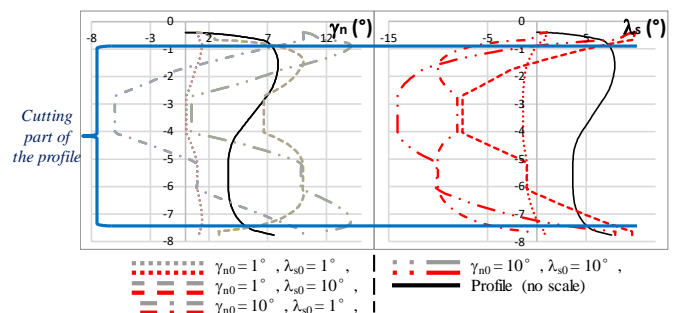 γn (°) λs (°)
-0 -0
-8 -3 2 7 12 -15 -5 5
-1 -1
-2 -2
-3 -3
-4 -4
-5 -5
-6 -6
-7 -7
-8 -8
Cutting
part of
the profile
γn0 = 1° , λs0 = 1° ,
γn0 = 1° , λs0 = 10° ,
γn0 = 10° , λs0 = 1° ,
γn0 = 10° , λs0 = 10° ,
Profile (no scale)